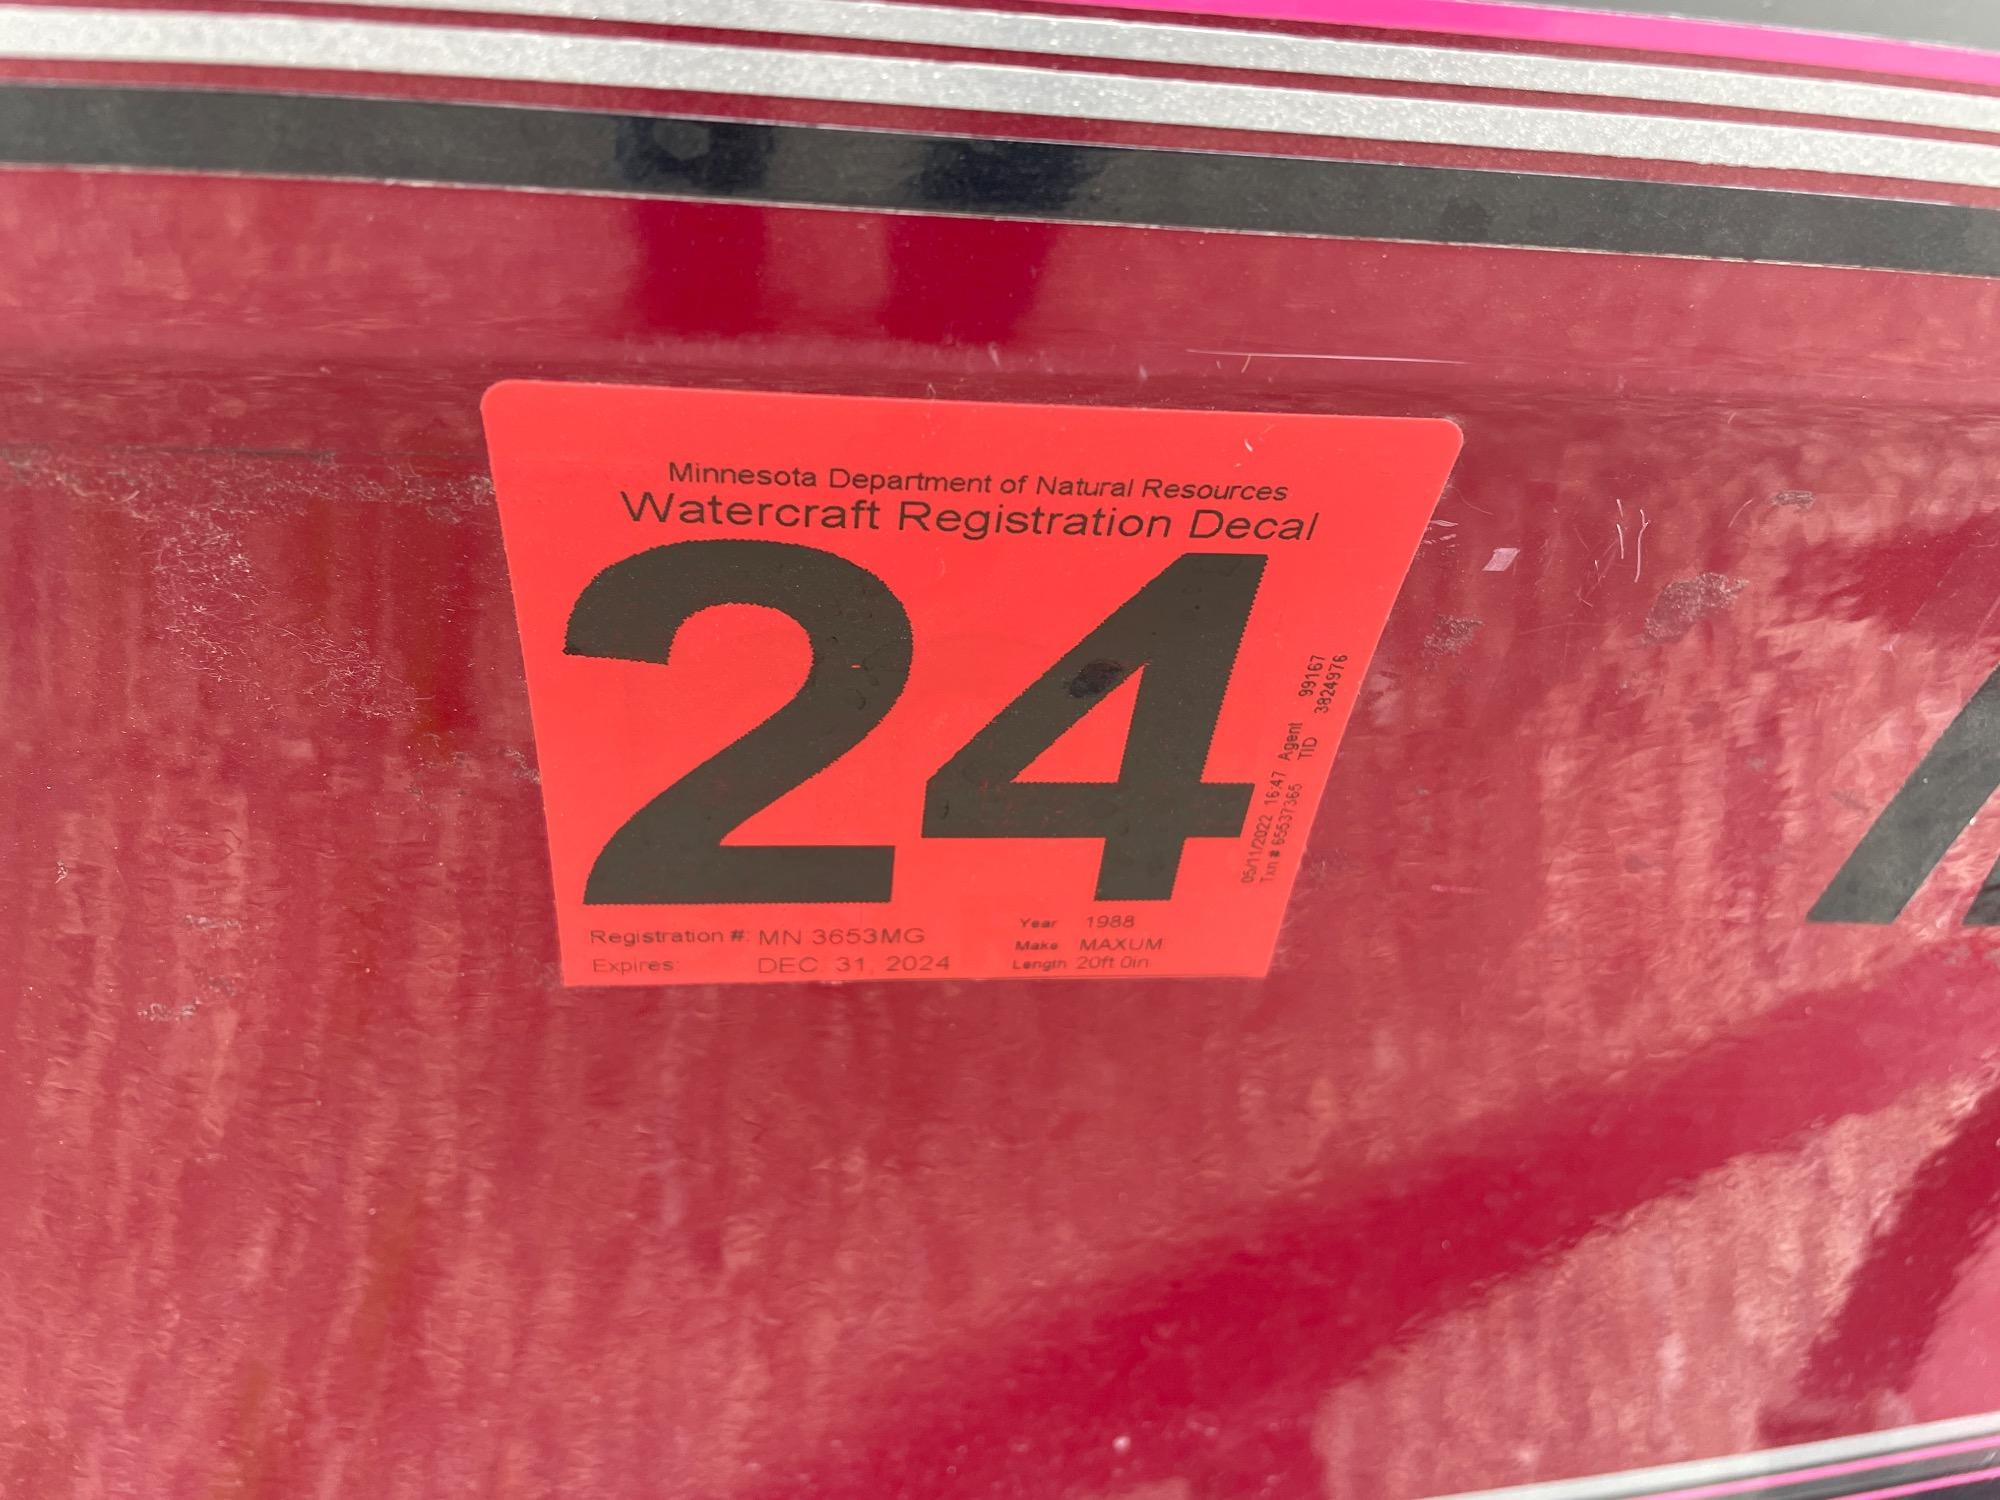 Minnesota Department of Natural Resources
Watercraft Registration Decal
24
05/11/2022 16:47 Agent 99167
Txn # 65537365 TID 3824976
Registration #: MN 3653MG
Expires: DEC 31, 2024
Year 1988
Make MAXUM
Length 20ft 0in